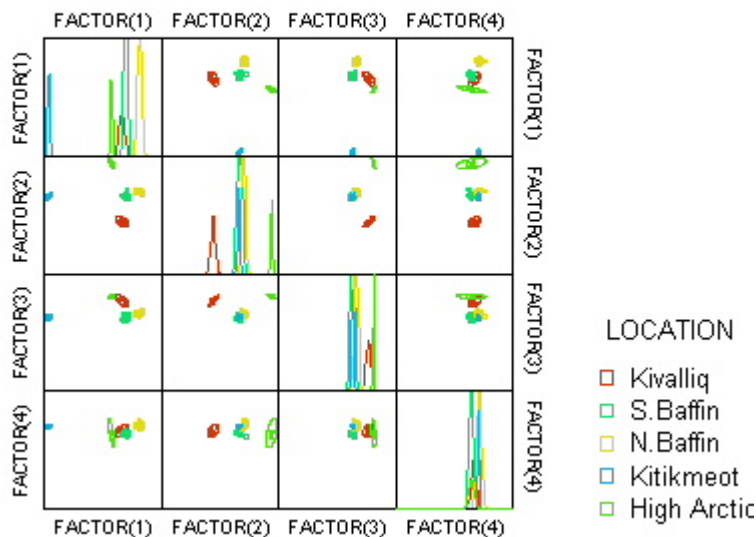 FACTOR(1) FACTOR(2) FACTOR(3) FACTOR(4)
FACTOR(1)
FACTOR(1)
FACTOR(2)
FACTOR(2)
FACTOR(3)
FACTOR(3)
FACTOR(4)
FACTOR(4)
FACTOR(1) FACTOR(2) FACTOR(3) FACTOR(4)
LOCATION
Kivalliq
S.Baffin
N.Baffin
Kitikmeot
High Arctic